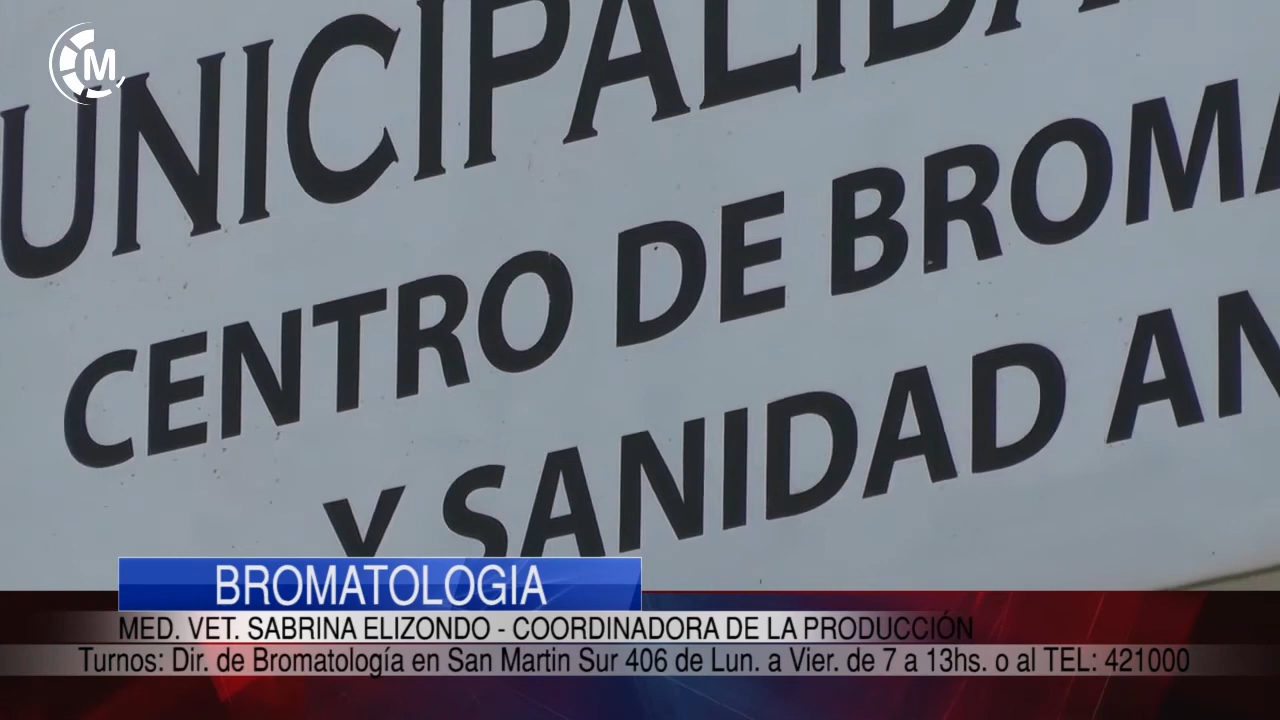 M
UNICIPALIDA
CENTRO DE BROMA
Y SANIDAD AN
BROMATOLOGIA
MED. VET. SABRINA ELIZONDO - COORDINADORA DE LA PRODUCCIÓN
Turnos: Dir. de Bromatología en San Martin Sur 406 de Lun. a Vier. de 7 a 13hs. o al TEL: 421000